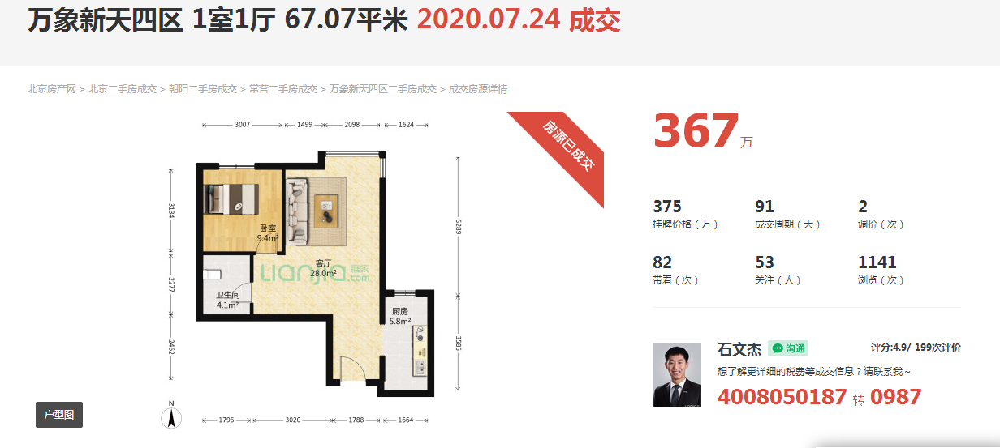 万象新天四区 1室1厅 67.07平米 2020.07.24 成交
北京房产网 > 北京二手房成交 > 朝阳二手房成交 > 常营二手房成交 > 万象新天四区二手房成交 > 成交房源详情
房源已成交
3007 1499 2098 1624
3134
2277
2462
5289
3585
卧室
9.4m²
客厅
28.0m²
Lianjia.com 链家
卫生间
4.1m²
厨房
5.8m²
N
1796 3020 1788 1664
户型图
367 万
375 91 2
挂牌价格（万） 成交周期（天） 调价（次）
82 53 1141
带看（次） 关注（人） 浏览（次）
石文杰 沟通 评分:4.9/ 199次评价
想了解更详细的税费等成交信息？请联系我～
4008050187 转 0987